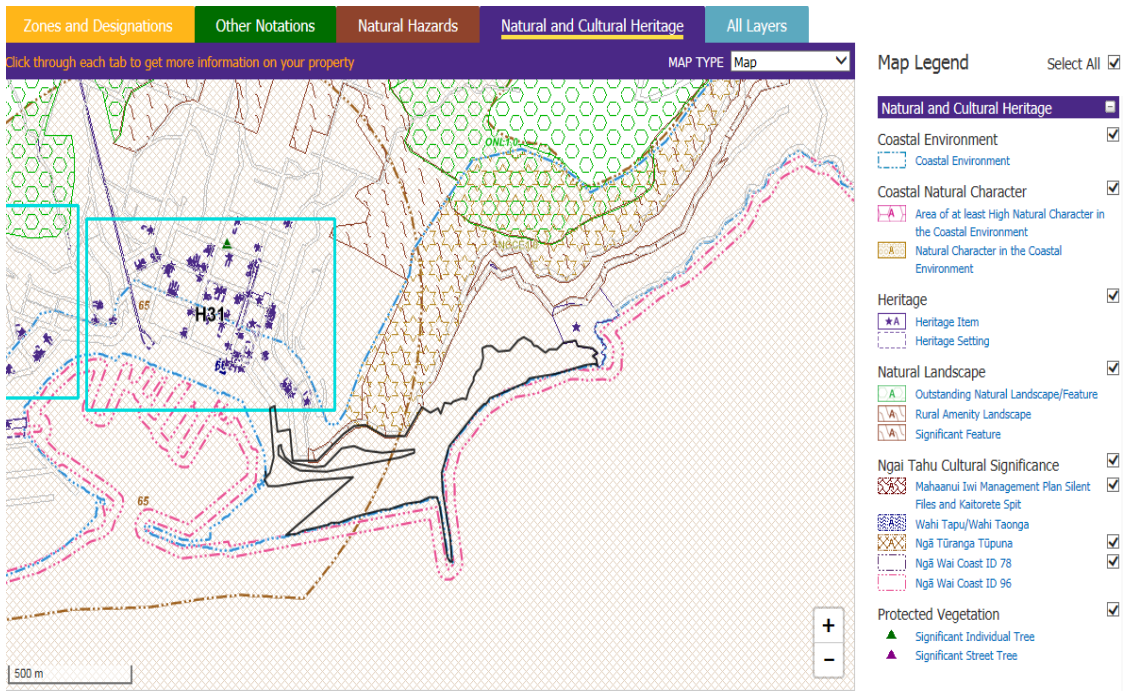 Zones and Designations
Other Notations
Natural Hazards
Natural and Cultural Heritage
All Layers
Click through each tab to get more information on your property
MAP TYPE Map
ONL1.0
65
H31
65
500 m
+
−
Map Legend
Select All
Natural and Cultural Heritage
Coastal Environment
Coastal Environment
Coastal Natural Character
A Area of at least High Natural Character in
the Coastal Environment
A Natural Character in the Coastal
Environment
Heritage
A Heritage Item
Heritage Setting
Natural Landscape
A Outstanding Natural Landscape/Feature
A Rural Amenity Landscape
A Significant Feature
Ngai Tahu Cultural Significance
A Mahaanui Iwi Management Plan Silent
Files and Kaitorete Spit
A Wahi Tapu/Wahi Taonga
A Ngā Tūranga Tūpuna
Ngā Wai Coast ID 78
Ngā Wai Coast ID 96
Protected Vegetation
Significant Individual Tree
Significant Street Tree